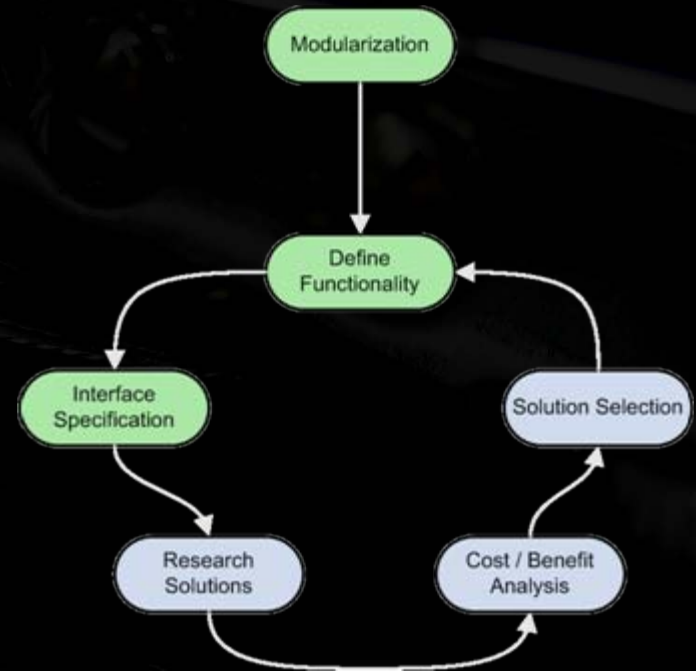 Modularization
Define
Functionality
Interface
Specification
Solution Selection
Research
Solutions
Cost / Benefit
Analysis